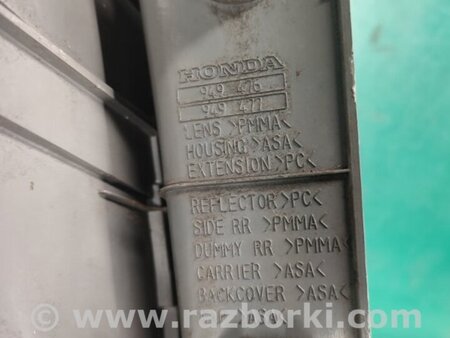 HONDA
949 476
949 477
LENS >PMMA<
HOUSING >ASA<
EXTENSION >PC<
REFLECTOR >PC<
SIDE RR >PMMA<
DUMMY RR >PMMA<
CARRIER >ASA<
BACKCOVER >ASA<
>ASA<
www.razborki.com